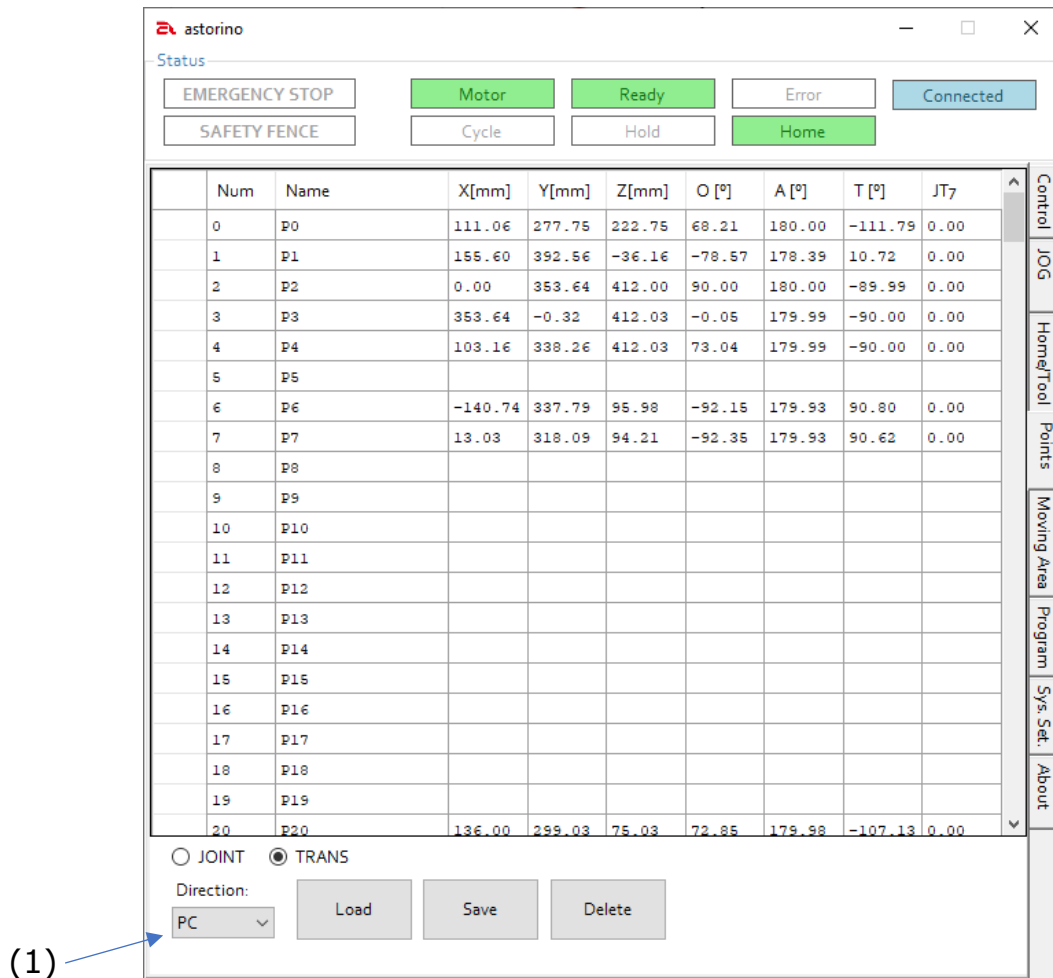 astorino
Status
EMERGENCY STOP Motor Ready Error Connected
SAFETY FENCE Cycle Hold Home
Num Name X[mm] Y[mm] Z[mm] O [º] A [º] T [º] JT7
0 P0 111.06 277.75 222.75 68.21 180.00 -111.79 0.00
1 P1 155.60 392.56 -36.16 -78.57 178.39 10.72 0.00
2 P2 0.00 353.64 412.00 90.00 180.00 -89.99 0.00
3 P3 353.64 -0.32 412.03 -0.05 179.99 -90.00 0.00
4 P4 103.16 338.26 412.03 73.04 179.99 -90.00 0.00
5 P5
6 P6 -140.74 337.79 95.98 -92.15 179.93 90.80 0.00
7 P7 13.03 318.09 94.21 -92.35 179.93 90.62 0.00
8 P8
9 P9
10 P10
11 P11
12 P12
13 P13
14 P14
15 P15
16 P16
17 P17
18 P18
19 P19
20 P20 136.00 299.03 75.03 72.85 179.98 -107.13 0.00
Control
JOG
Home/Tool
Points
Moving Area
Program
Sys. Set.
About
JOINT TRANS
Direction:
PC Load Save Delete
(1)